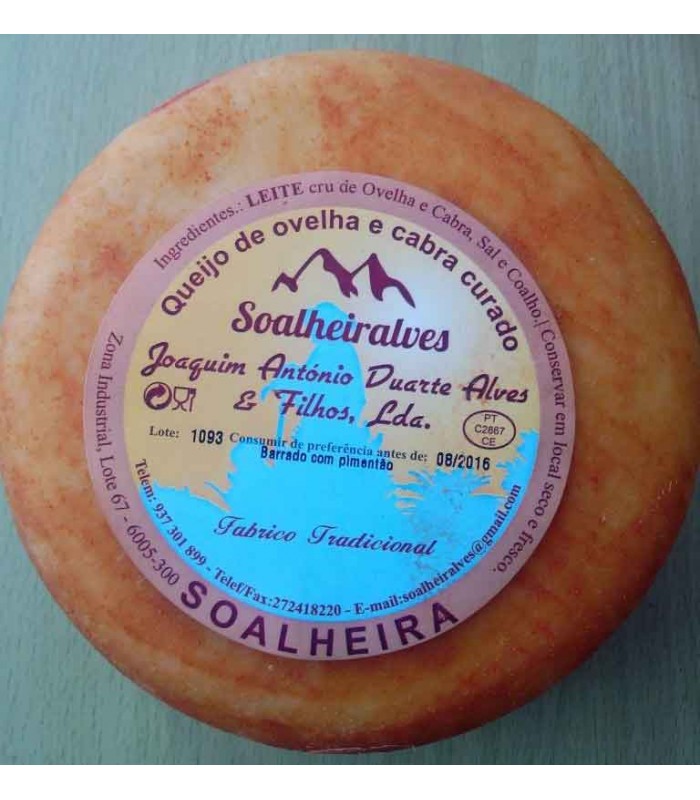 Ingredientes.: LEITE cru de Ovelha e Cabra, Sal e Coalho.| Conservar em local seco e fresco.
Queijo de ovelha e cabra curado
Soalheiralves
Joaquim António Duarte Alves
& Filhos, Lda.
PT
C2867
CE
Lote: 1093 Consumir de preferência antes de: 08/2016
Barrado com pimentão
Fabrico Tradicional
Telem: 937 301 899 - Telef/Fax:272418220 - E-mail:soalheiralves@gmail.com
Zona Industrial, Lote 67 - 6005-300
SOALHEIRA